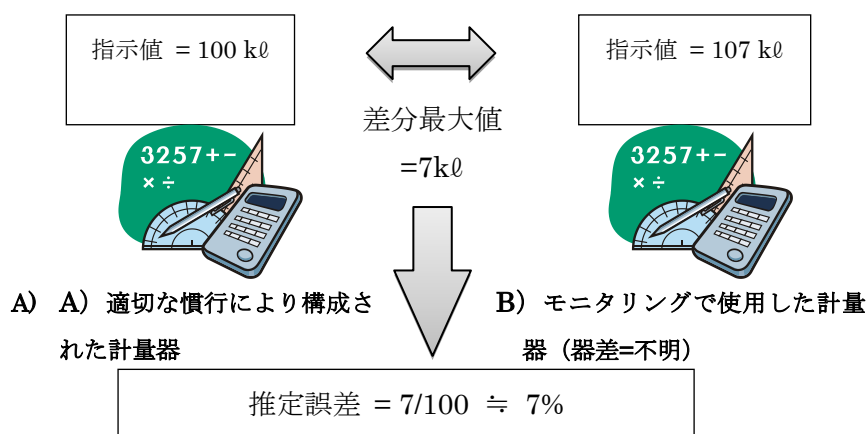 指示値 = 100 kℓ
指示値 = 107 kℓ
差分最大値
=7kℓ
3257+-
× ÷
3257+-
× ÷
A) A）適切な慣行により構成さ
れた計量器
B）モニタリングで使用した計量
器（器差=不明）
推定誤差 = 7/100 ≒ 7%